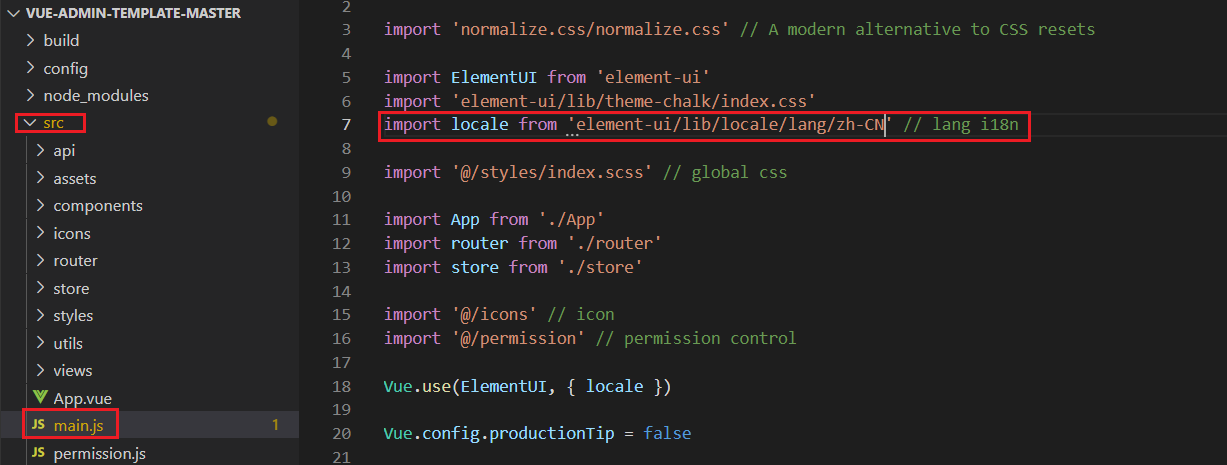 VUE-ADMIN-TEMPLATE-MASTER
build
config
node_modules
src
api
assets
components
icons
router
store
styles
utils
views
App.vue
JS main.js 1
JS permission.js
2
3 import 'normalize.css/normalize.css' // A modern alternative to CSS resets
4
5 import ElementUI from 'element-ui'
6 import 'element-ui/lib/theme-chalk/index.css'
7 import locale from 'element-ui/lib/locale/lang/zh-CN' // lang i18n
8
9 import '@/styles/index.scss' // global css
10
11 import App from './App'
12 import router from './router'
13 import store from './store'
14
15 import '@/icons' // icon
16 import '@/permission' // permission control
17
18 Vue.use(ElementUI, { locale })
19
20 Vue.config.productionTip = false
21